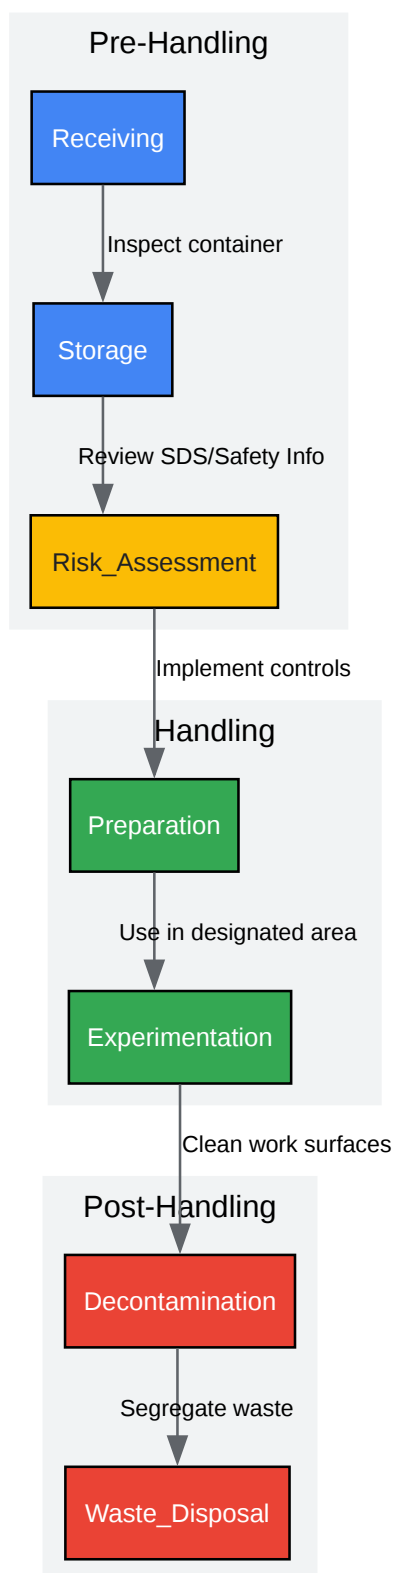 Pre-Handling
Receiving
Inspect container
Storage
Review SDS/Safety Info
Risk_Assessment
Implement controls
Handling
Preparation
Use in designated area
Experimentation
Clean work surfaces
Post-Handling
Decontamination
Segregate waste
Waste_Disposal